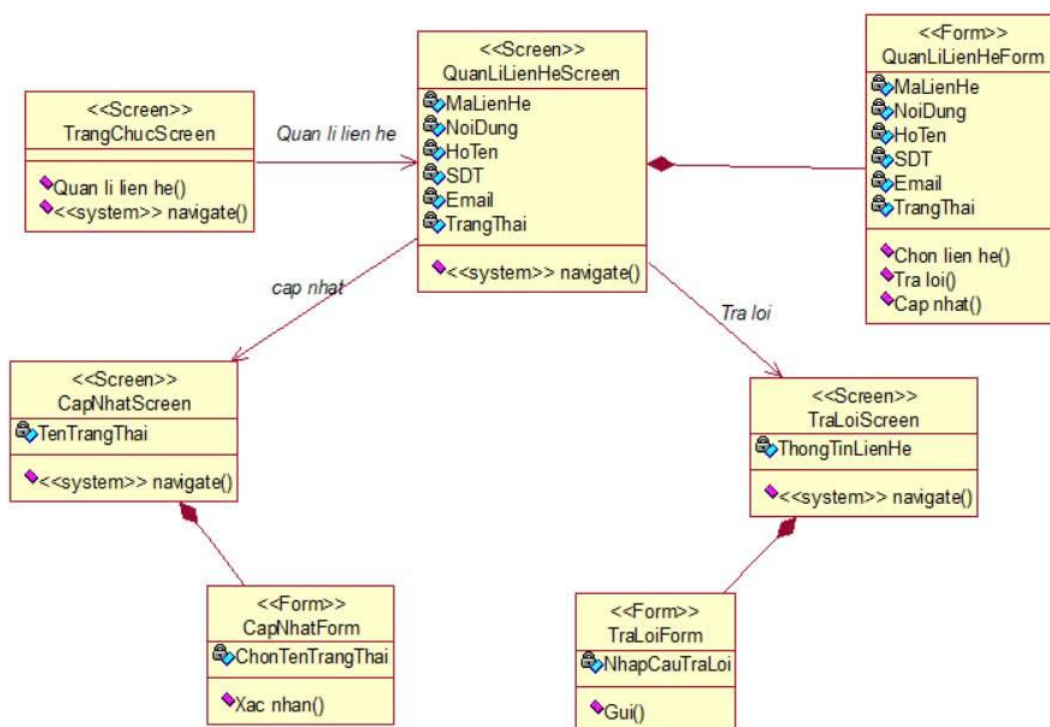 <<Screen>>
TrangChucScreen
Quan li lien he()
<<system>> navigate()
Quan li lien he
<<Screen>>
QuanLiLienHeScreen
MaLienHe
NoiDung
HoTen
SDT
Email
TrangThai
<<system>> navigate()
<<Form>>
QuanLiLienHeForm
MaLienHe
NoiDung
HoTen
SDT
Email
TrangThai
Chon lien he()
Tra loi()
Cap nhat()
cap nhat
Tra loi
<<Screen>>
CapNhatScreen
TenTrangThai
<<system>> navigate()
<<Screen>>
TraLoiScreen
ThongTinLienHe
<<system>> navigate()
<<Form>>
CapNhatForm
ChonTenTrangThai
Xac nhan()
<<Form>>
TraLoiForm
NhapCauTraLoi
Gui()